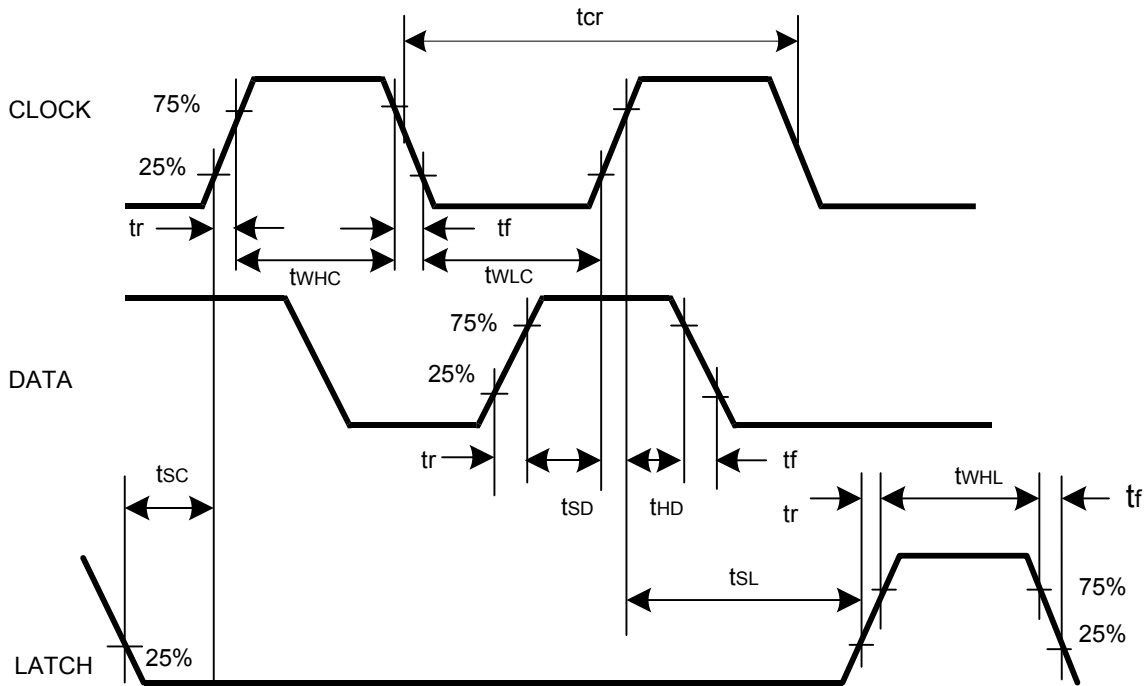 tcr
CLOCK
75%
25%
tr
tf
tWHC
tWLC
DATA
75%
25%
tr
tf
tSC
tSD
tHD
tWHL
tr
tf
tSL
75%
25%
LATCH
25%